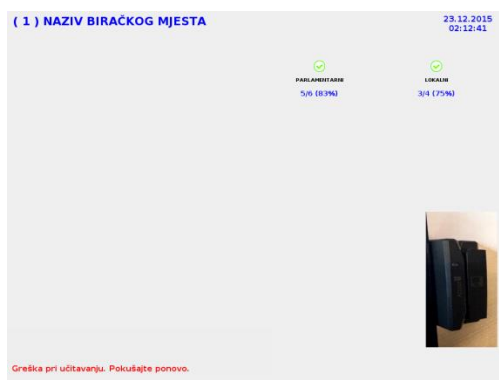 ( 1 ) NAZIV BIRAČKOG MJESTA
23.12.2015
02:12:41
PARLAMENTARNI
LOKALNI
5/6 (83%)
3/4 (75%)
Greška pri učitavanju. Pokušajte ponovo.